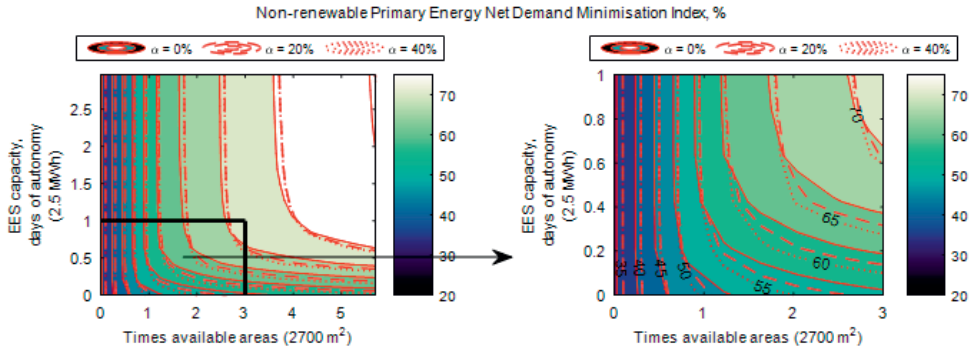 Non-renewable Primary Energy Net Demand Minimisation Index, %
α = 0% α = 20% α = 40%
EES capacity,
days of autonomy
(2.5 MWh)
2.5
2
1.5
1
0.5
0
0 1 2 3 4 5
Times available areas (2700 m²)
70
60
50
40
30
20
α = 0% α = 20% α = 40%
EES capacity,
days of autonomy
(2.5 MWh)
1
0.8
0.6
0.4
0.2
0
35 40 45 50 55 60 65 70
0 1 2 3
Times available areas (2700 m²)
70
60
50
40
30
20